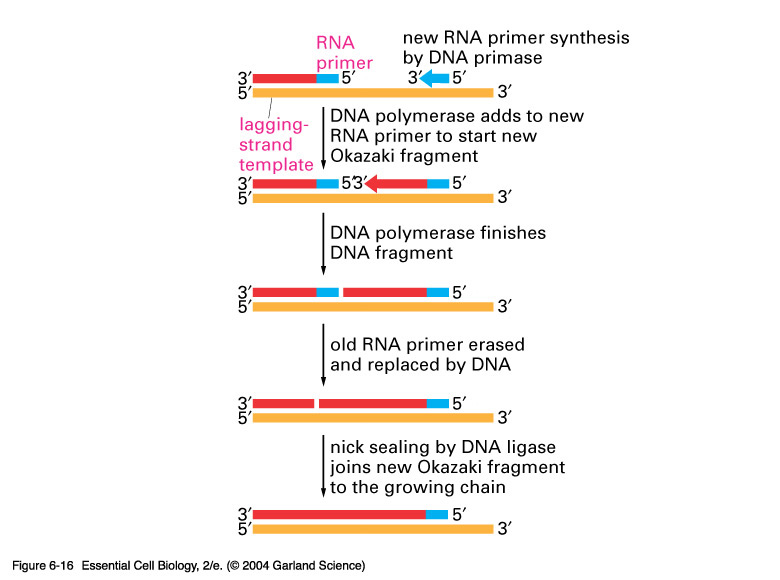 RNA
primer
new RNA primer synthesis
by DNA primase
3′ 5′ 3′ 5′
5′ 3′
lagging-
strand
template
DNA polymerase adds to new
RNA primer to start new
Okazaki fragment
3′ 5′3′ 5′
5′ 3′
DNA polymerase finishes
DNA fragment
3′ 5′
5′ 3′
old RNA primer erased
and replaced by DNA
3′ 5′
5′ 3′
nick sealing by DNA ligase
joins new Okazaki fragment
to the growing chain
3′ 5′
5′ 3′
Figure 6-16 Essential Cell Biology, 2/e. (© 2004 Garland Science)